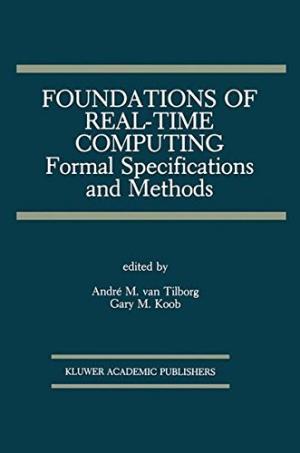 FOUNDATIONS OF
REAL-TIME
COMPUTING
Formal Specifications
and Methods
edited by
André M. van Tilborg
Gary M. Koob
KLUWER ACADEMIC PUBLISHERS